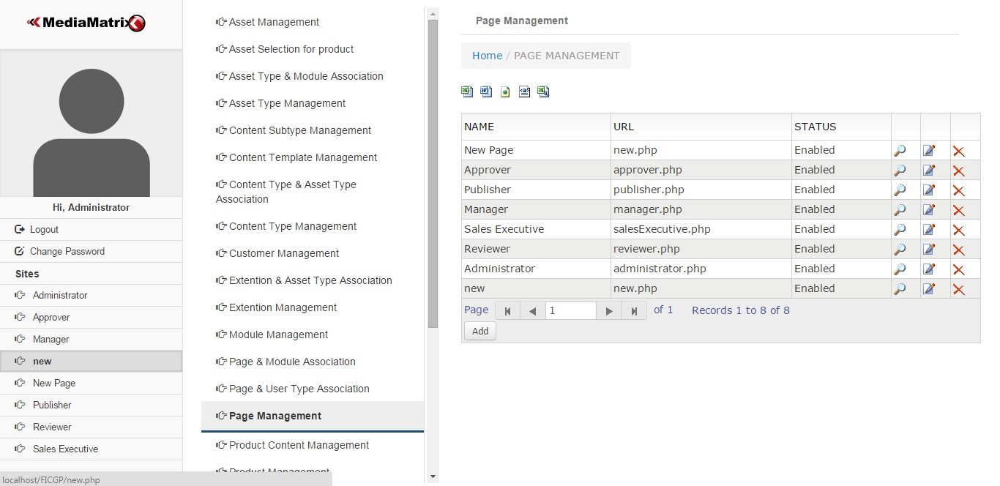 MediaMatrix
Hi, Administrator
Logout
Change Password
Sites
Administrator
Approver
Manager
new
New Page
Publisher
Reviewer
Sales Executive
localhost/FICGP/new.php
Asset Management
Asset Selection for product
Asset Type & Module Association
Asset Type Management
Content Subtype Management
Content Template Management
Content Type & Asset Type
Association
Content Type Management
Customer Management
Extention & Asset Type Association
Extention Management
Module Management
Page & Module Association
Page & User Type Association
Page Management
Product Content Management
Product Management
Page Management
Home / PAGE MANAGEMENT
NAME URL STATUS
New Page new.php Enabled
Approver approver.php Enabled
Publisher publisher.php Enabled
Manager manager.php Enabled
Sales Executive salesExecutive.php Enabled
Reviewer reviewer.php Enabled
Administrator administrator.php Enabled
new new.php Enabled
Page 1 of 1 Records 1 to 8 of 8
Add